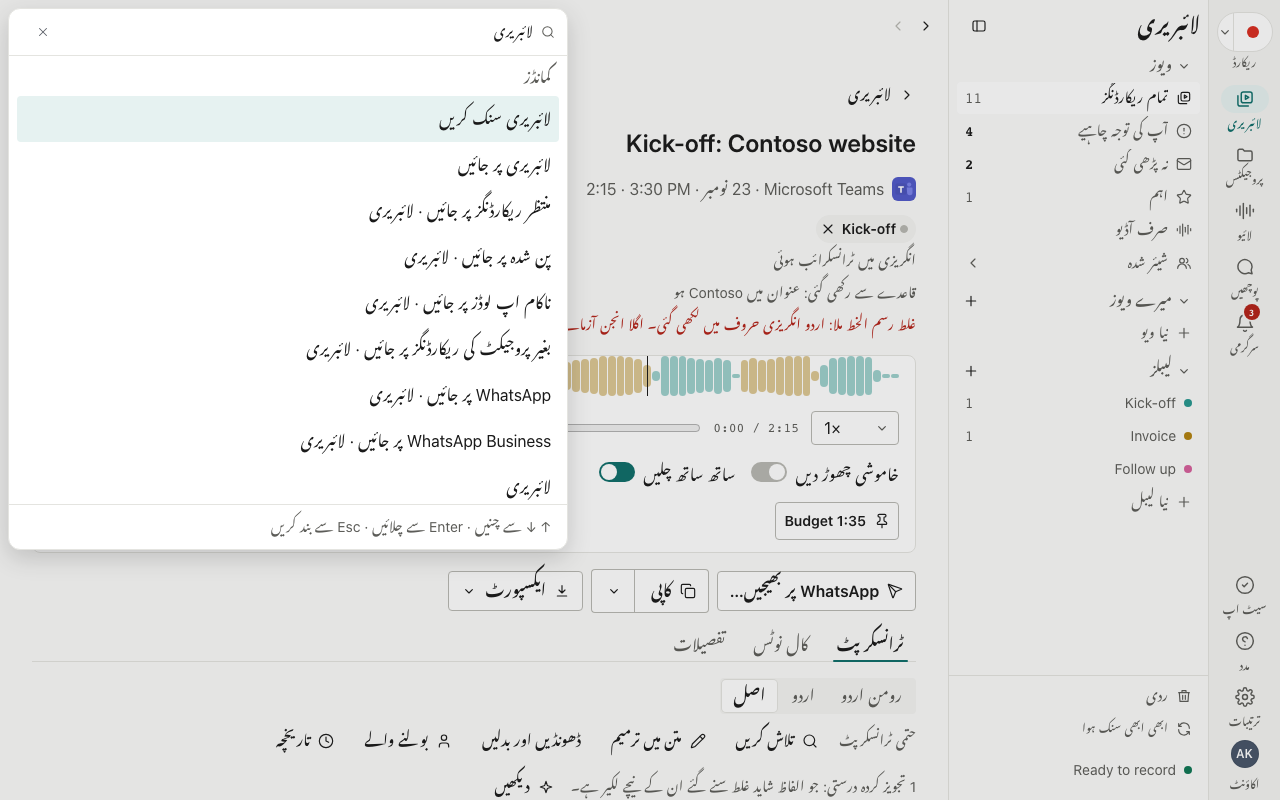 لائبریری
ریکارڈ
لائبریری
پروجیکٹس
لائیو
پوچھیں
3
سرگرمی
سیٹ اپ
مدد
ترتیبات
AK
اکاؤنٹ
ویوز
تمام ریکارڈنگز 11
آپ کی توجہ چاہیے 4
نہ پڑھی گئی 2
اہم 1
صرف آڈیو
شیئر شدہ
میرے ویوز
نیا ویو
لیبلز
Kick-off 1
Invoice 1
Follow up
نیا لیبل
ردی
ابھی ابھی سنک ہوا
Ready to record
لائبریری
Kick-off: Contoso website
Microsoft Teams · 23 نومبر · 3:30 PM · 2:15
Kick-off
انگریزی میں ٹرانسکرائب ہوئی
قاعدے سے رکھی گئی: عنوان میں Contoso ہو
غلط رسم الخط ملا: اردو انگریزی حروف میں لکھی گئی۔ اگلا انجن آزمائیں
1× 0:00 / 2:15
خاموشی چھوڑ دیں ساتھ ساتھ چلیں
Budget 1:35
WhatsApp پر بھیجیں... کاپی ایکسپورٹ
ٹرانسکرپٹ کال نوٹس تفصیلات
رومن اردو اردو اصل
حتمی ٹرانسکرپٹ تلاش کریں متن میں ترمیم ڈھونڈیں اور بدلیں بولنے والے تاریخچہ
1 تجویز کردہ درستی: جو الفاظ شاید غلط سنے گئے ان کے نیچے لکیر ہے۔ دیکھیں
لائبریری
کمانڈز
لائبریری سنک کریں
لائبریری پر جائیں
منتظر ریکارڈنگز پر جائیں · لائبریری
پن شدہ پر جائیں · لائبریری
ناکام اپ لوڈز پر جائیں · لائبریری
بغیر پروجیکٹ کی ریکارڈنگز پر جائیں · لائبریری
WhatsApp پر جائیں · لائبریری
WhatsApp Business پر جائیں · لائبریری
لائبریری
↑ ↓ سے چنیں · Enter سے چلائیں · Esc سے بند کریں